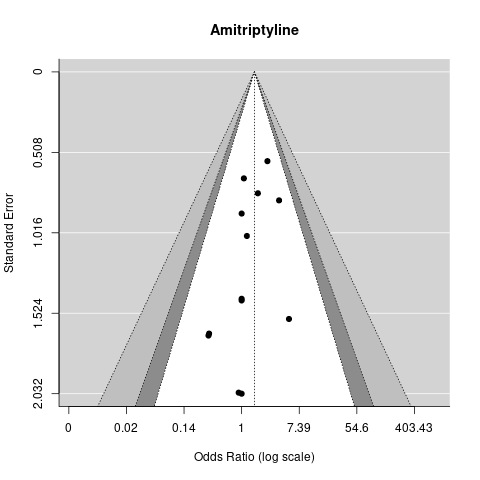 Amitriptyline
Standard Error
0
0.508
1.016
1.524
2.032
0 0.02 0.14 1 7.39 54.6 403.43
Odds Ratio (log scale)